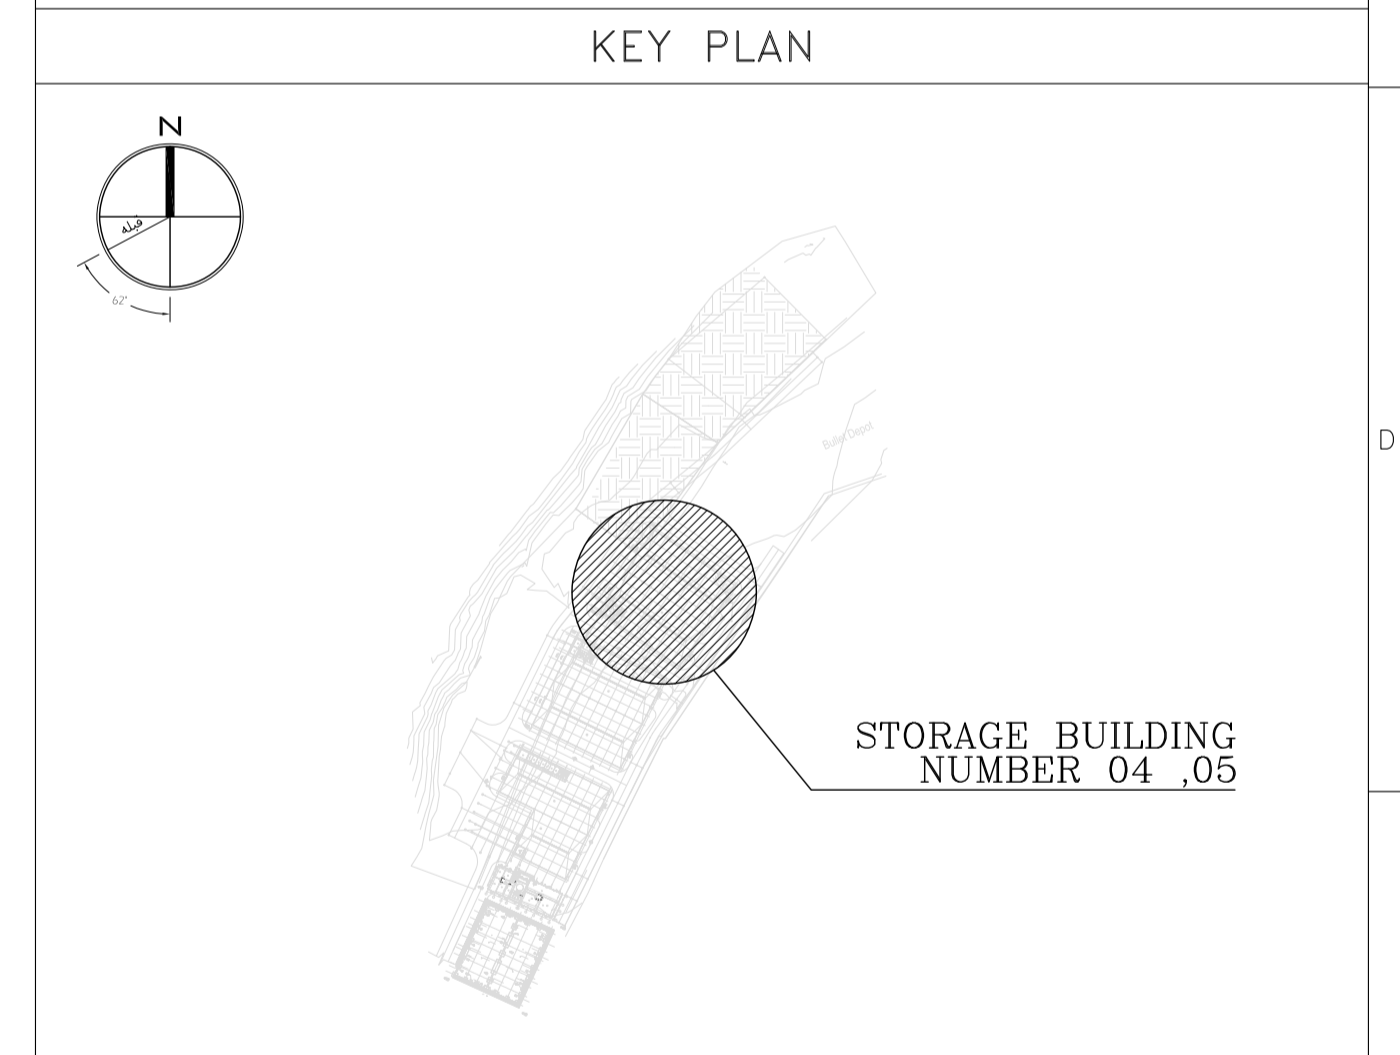 KEY PLAN
N
قبله
62°
Bullet Depot
D
STORAGE BUILDING
NUMBER 04 ,05